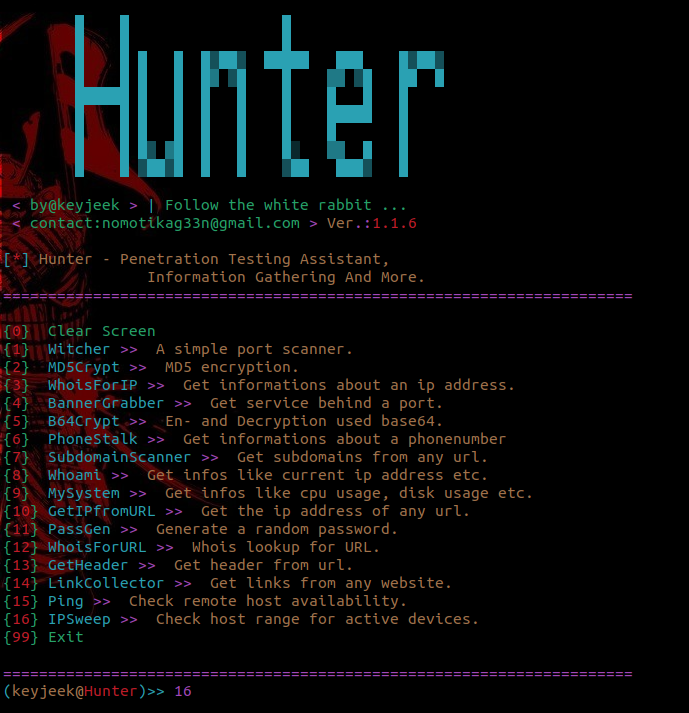 Hunter
< by@keyjeek > | Follow the white rabbit ...
< contact:nomotikag33n@gmail.com > Ver.:1.1.6
[*] Hunter - Penetration Testing Assistant,
Information Gathering And More.
======================================================================
{0} Clear Screen
{1} Witcher >> A simple port scanner.
{2} MD5Crypt >> MD5 encryption.
{3} WhoisForIP >> Get informations about an ip address.
{4} BannerGrabber >> Get service behind a port.
{5} B64Crypt >> En- and Decryption used base64.
{6} PhoneStalk >> Get informations about a phonenumber
{7} SubdomainScanner >> Get subdomains from any url.
{8} Whoami >> Get infos like current ip address etc.
{9} MySystem >> Get infos like cpu usage, disk usage etc.
{10} GetIPfromURL >> Get the ip address of any url.
{11} PassGen >> Generate a random password.
{12} WhoisForURL >> Whois lookup for URL.
{13} GetHeader >> Get header from url.
{14} LinkCollector >> Get links from any website.
{15} Ping >> Check remote host availability.
{16} IPSweep >> Check host range for active devices.
{99} Exit
======================================================================
(keyjeek@Hunter)>> 16